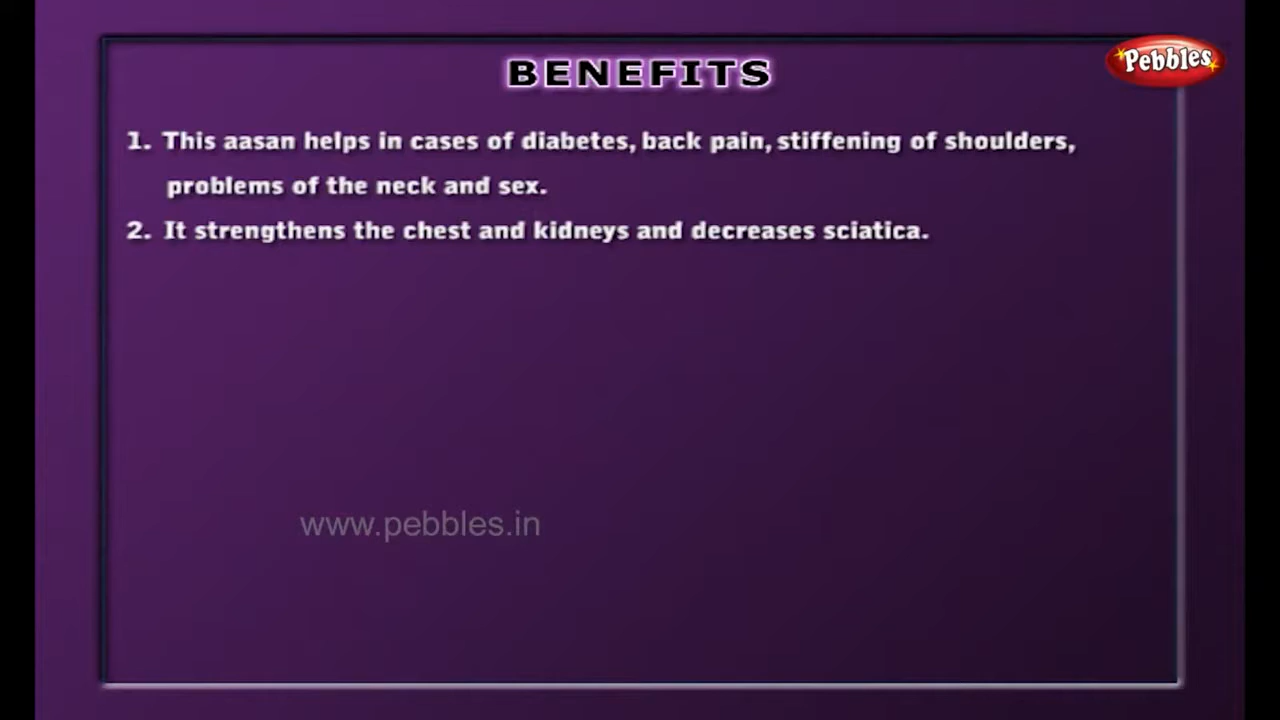 BENEFITS
Pebbles
1. This aasan helps in cases of diabetes, back pain, stiffening of shoulders,
problems of the neck and sex.
2. It strengthens the chest and kidneys and decreases sciatica.
www.pebbles.in